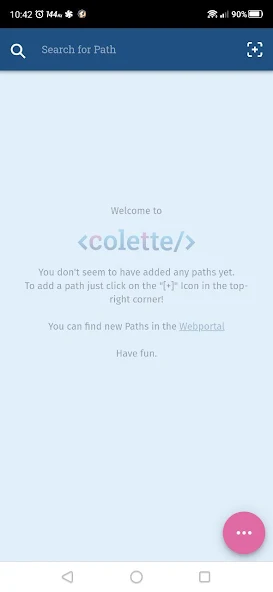 10:42 144 90%
Search for Path
Welcome to
<colette/>
You don't seem to have added any paths yet.
To add a path just click on the "[+]" Icon in the top-
right corner!
You can find new Paths in the Webportal
Have fun.